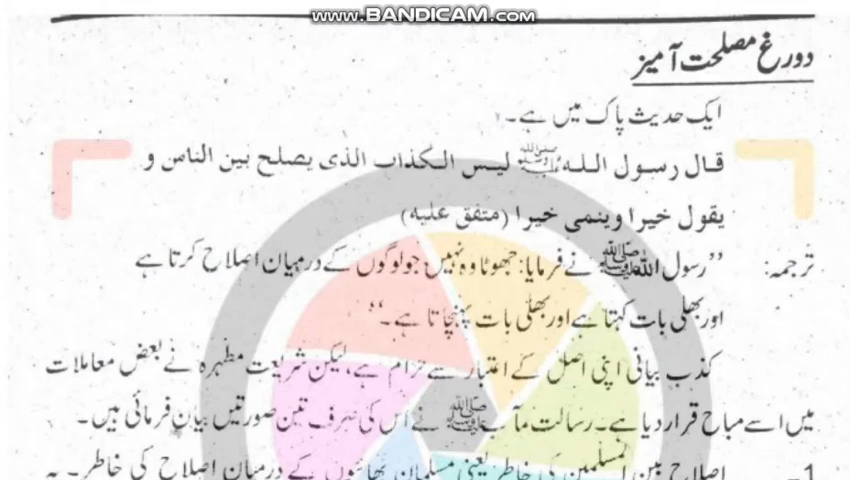 www.BANDICAM.com
دورغ مصلحت آمیز
ایک حدیث پاک میں ہے۔
قال رسول اللہ ﷺ لیس الکذاب الذی یصلح بین الناس و
یقول خیرا وینمی خیرا (متفق علیه)
ترجمہ: ’’رسول اللہ ﷺ نے فرمایا: جھوٹا وہ نہیں جو لوگوں کے درمیان اصلاح کرتا ہے
اور بھلی بات کہتا ہے اور بھلی بات پہنچاتا ہے۔‘‘
کذب بیانی اپنی اصل کے اعتبار سے حرام ہے، لیکن شریعت مطہرہ نے بعض معاملات
میں اسے مباح قرار دیا ہے۔ رسالت مآب ﷺ نے اس کی صرف تین صورتیں بیان فرمائی ہیں۔
1- اصلاح بین المسلمین کی خاطر یعنی مسلمان بھائیوں کے درمیان اصلاح کی خاطر۔ یہ